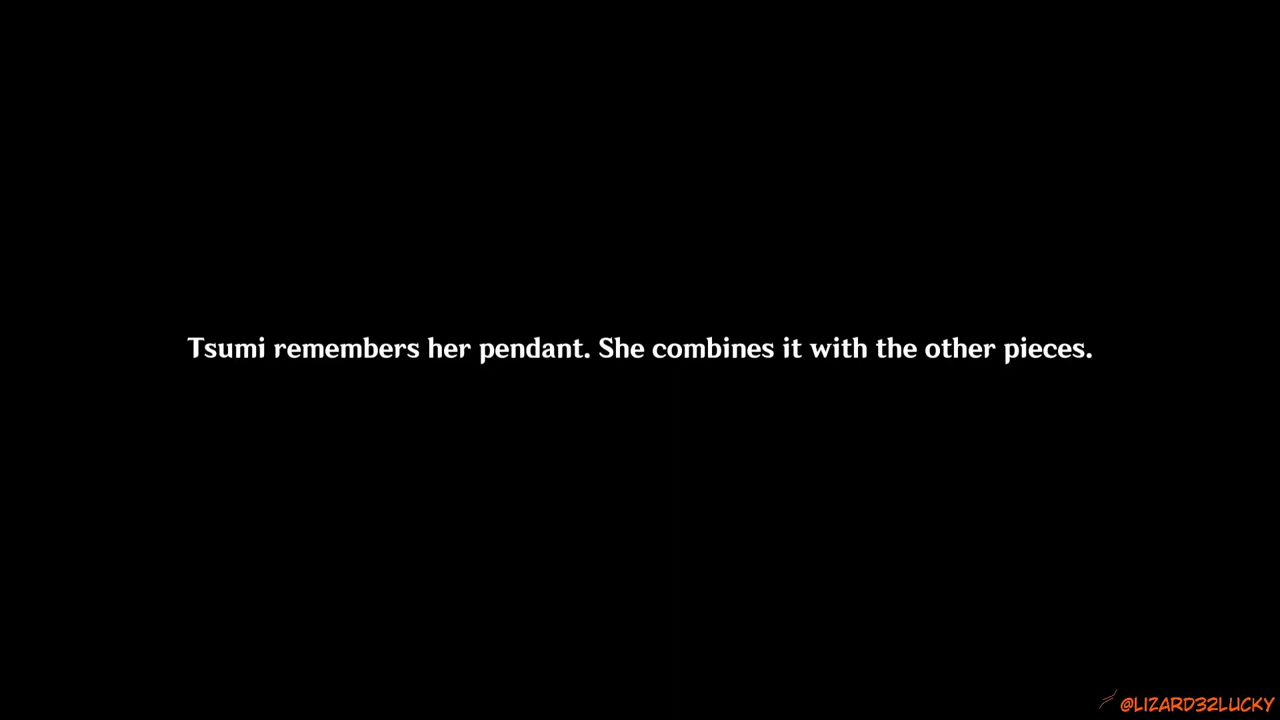 Tsumi remembers her pendant. She combines it with the other pieces.
@LIZARD32LUCKY